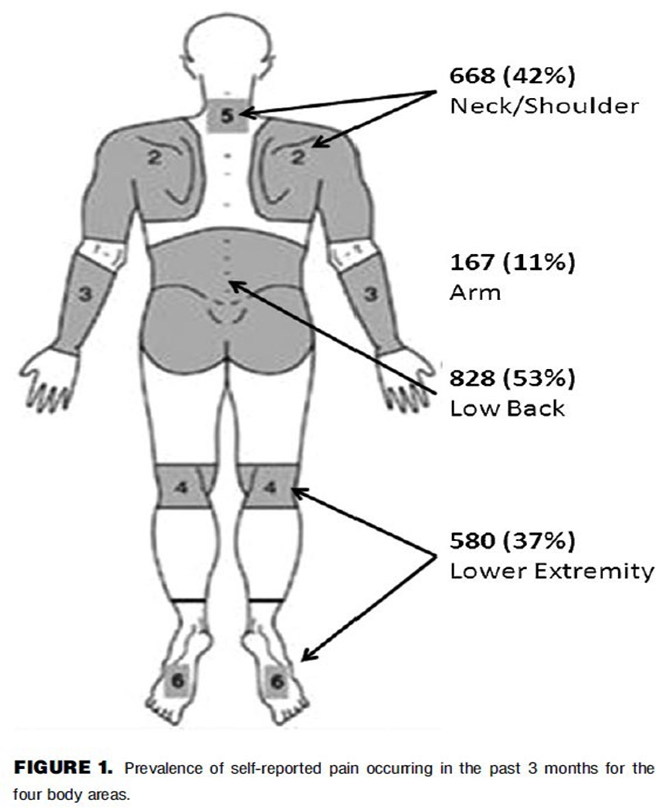 668 (42%)
Neck/Shoulder
5
2 2
167 (11%)
Arm
3 3
828 (53%)
Low Back
4 4
580 (37%)
Lower Extremity
6 6
FIGURE 1. Prevalence of self-reported pain occurring in the past 3 months for the
four body areas.